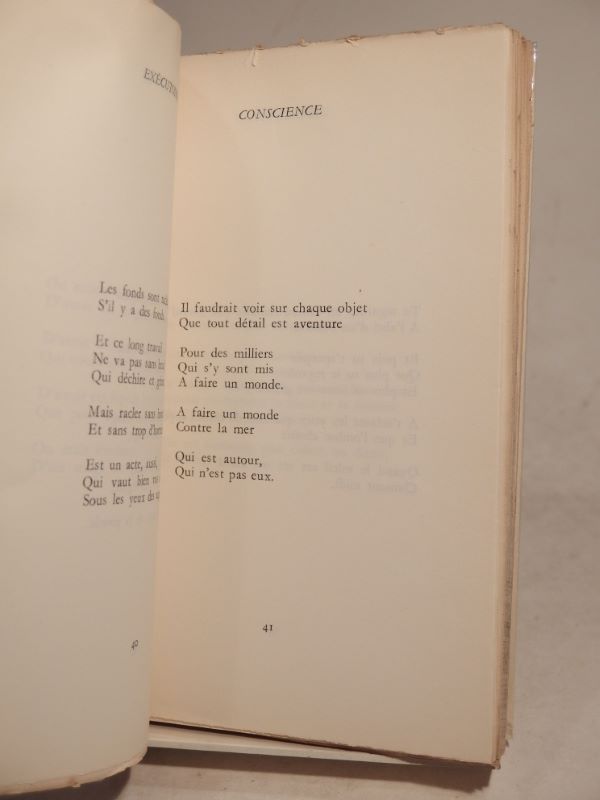 Les fonds sont
S'il y a des fonds
Et ce long travail
Ne va pas sans
Qui déchire et
Mais racler sans
Et sans trop
Est un acte, aussi,
Qui vaut bien
Sous les yeux des
40
CONSCIENCE
Il faudrait voir sur chaque objet
Que tout détail est aventure
Pour des milliers
Qui s'y sont mis
A faire un monde.
A faire un monde
Contre la mer
Qui est autour,
Qui n'est pas eux.
41